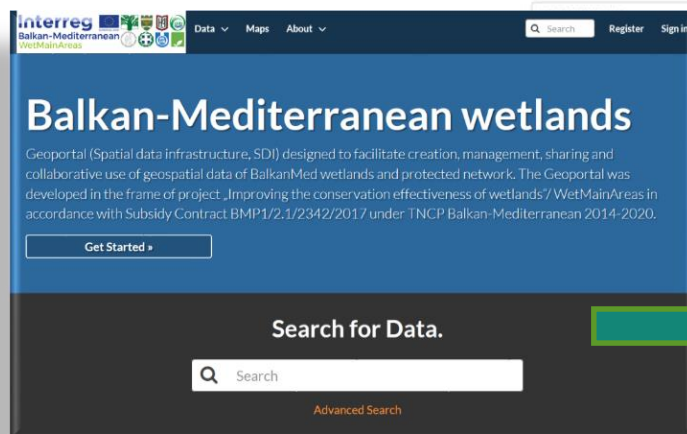 Interreg
Balkan-Mediterranean
WetMainAreas
Data Maps About Search Register Sign in
Balkan-Mediterranean wetlands
Geoportal (Spatial data infrastructure, SDI) designed to facilitate creation, management, sharing and
collaborative use of geospatial data of BalkanMed wetlands and protected network. The Geoportal was
developed in the frame of project „Improving the conservation effectiveness of wetlands"/ WetMainAreas in
accordance with Subsidy Contract BMP1/2.1/2342/2017 under TNCP Balkan-Mediterranean 2014-2020.
Get Started »
Search for Data.
Search
Advanced Search